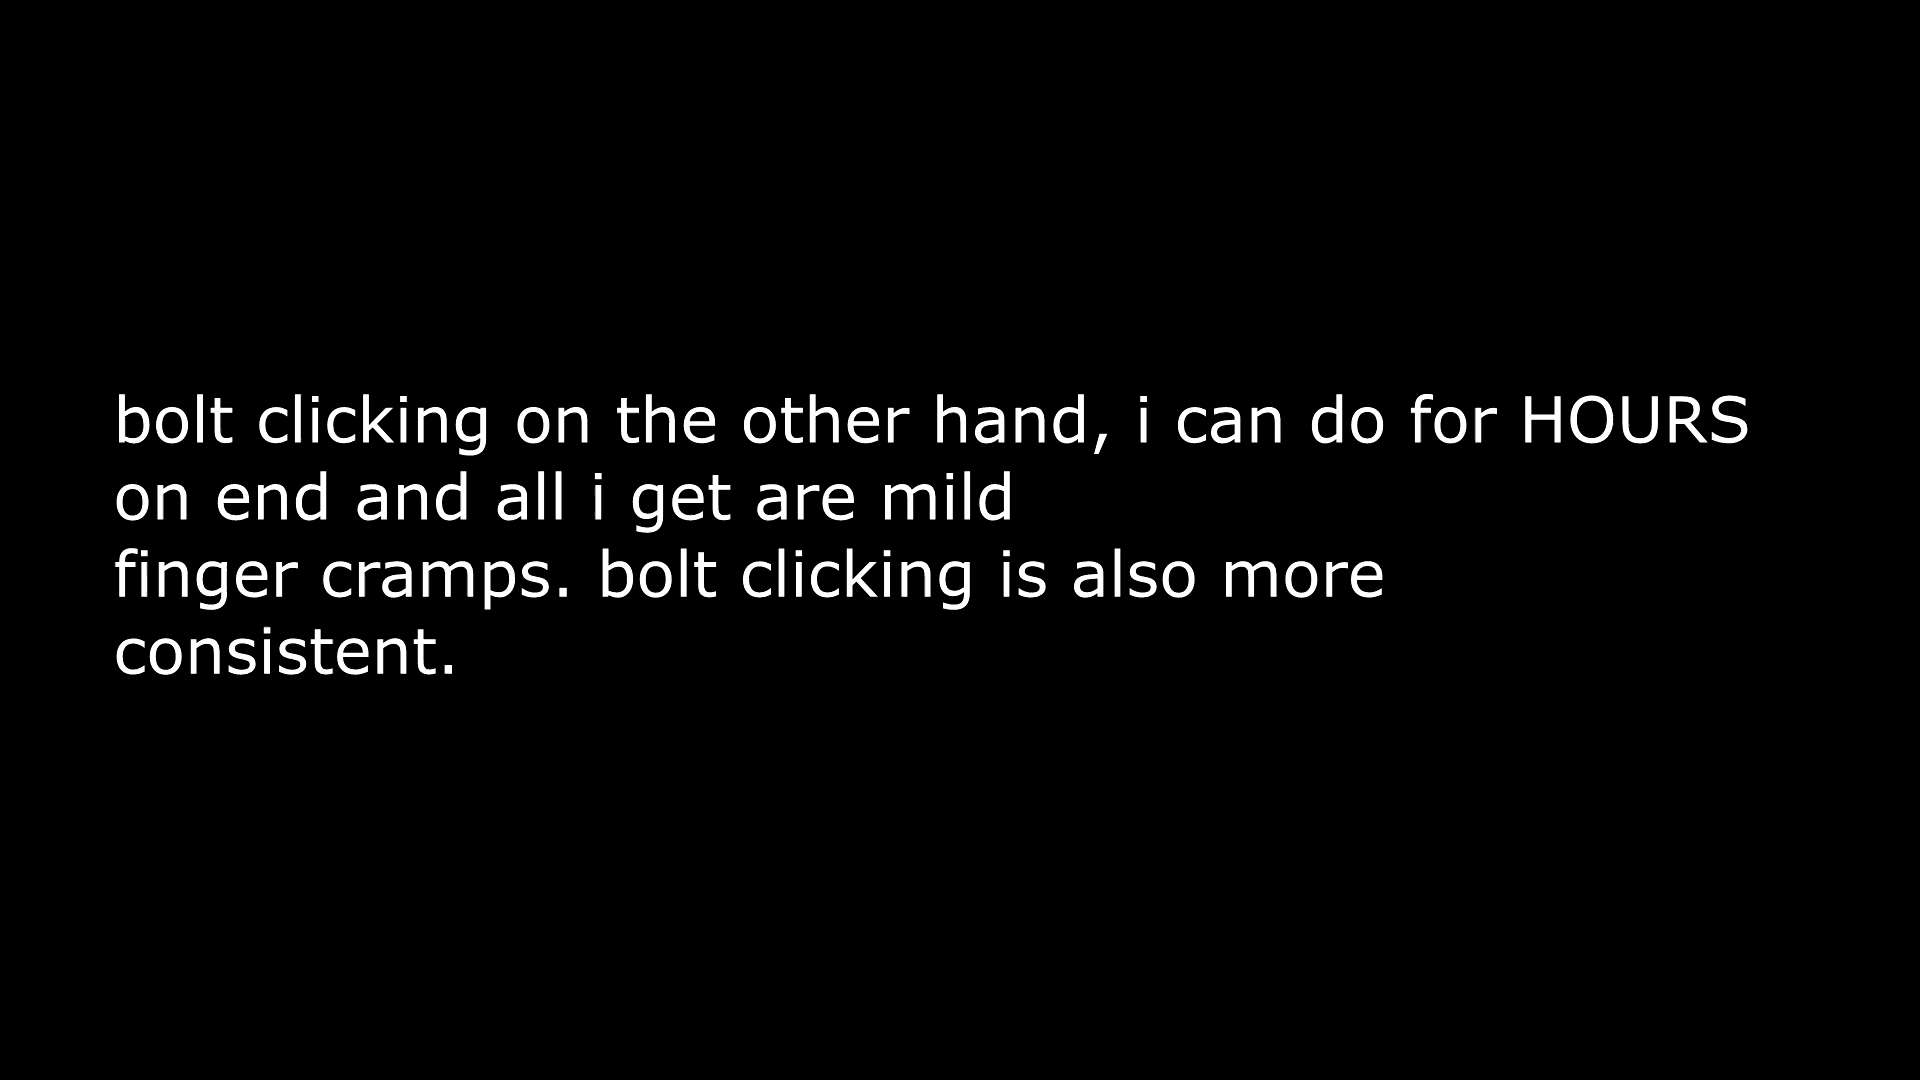 bolt clicking on the other hand, i can do for HOURS
on end and all i get are mild
finger cramps. bolt clicking is also more
consistent.